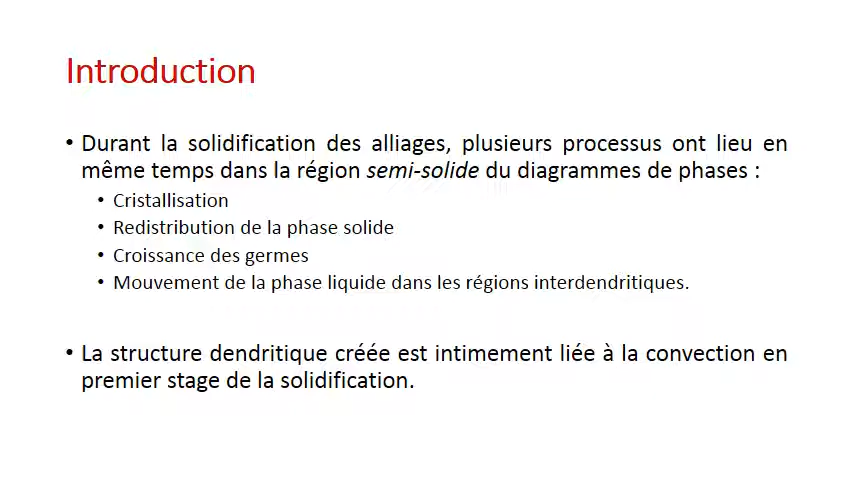 Introduction
• Durant la solidification des alliages, plusieurs processus ont lieu en
même temps dans la région semi-solide du diagrammes de phases :
• Cristallisation
• Redistribution de la phase solide
• Croissance des germes
• Mouvement de la phase liquide dans les régions interdendritiques.
• La structure dendritique créée est intimement liée à la convection en
premier stage de la solidification.